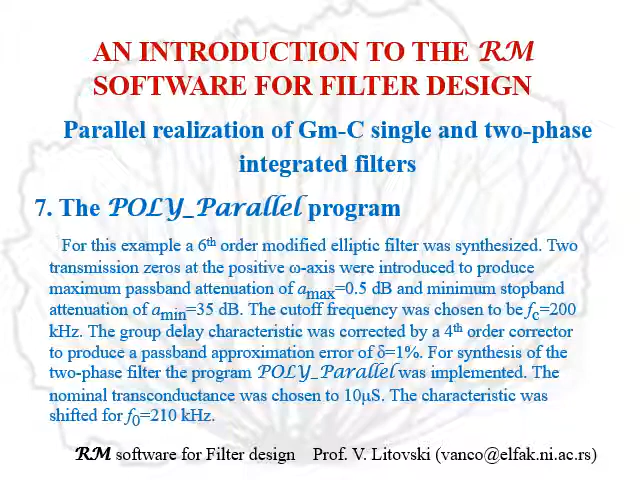 AN INTRODUCTION TO THE RM
SOFTWARE FOR FILTER DESIGN
Parallel realization of Gm-C single and two-phase
integrated filters
7. The POLY_Parallel program
For this example a 6th order modified elliptic filter was synthesized. Two
transmission zeros at the positive ω-axis were introduced to produce
maximum passband attenuation of amax=0.5 dB and minimum stopband
attenuation of amin=35 dB. The cutoff frequency was chosen to be fc=200
kHz. The group delay characteristic was corrected by a 4th order corrector
to produce a passband approximation error of δ=1%. For synthesis of the
two-phase filter the program POLY_Parallel was implemented. The
nominal transconductance was chosen to 10μS. The characteristic was
shifted for f0=210 kHz.
RM software for Filter design Prof. V. Litovski (vanco@elfak.ni.ac.rs)